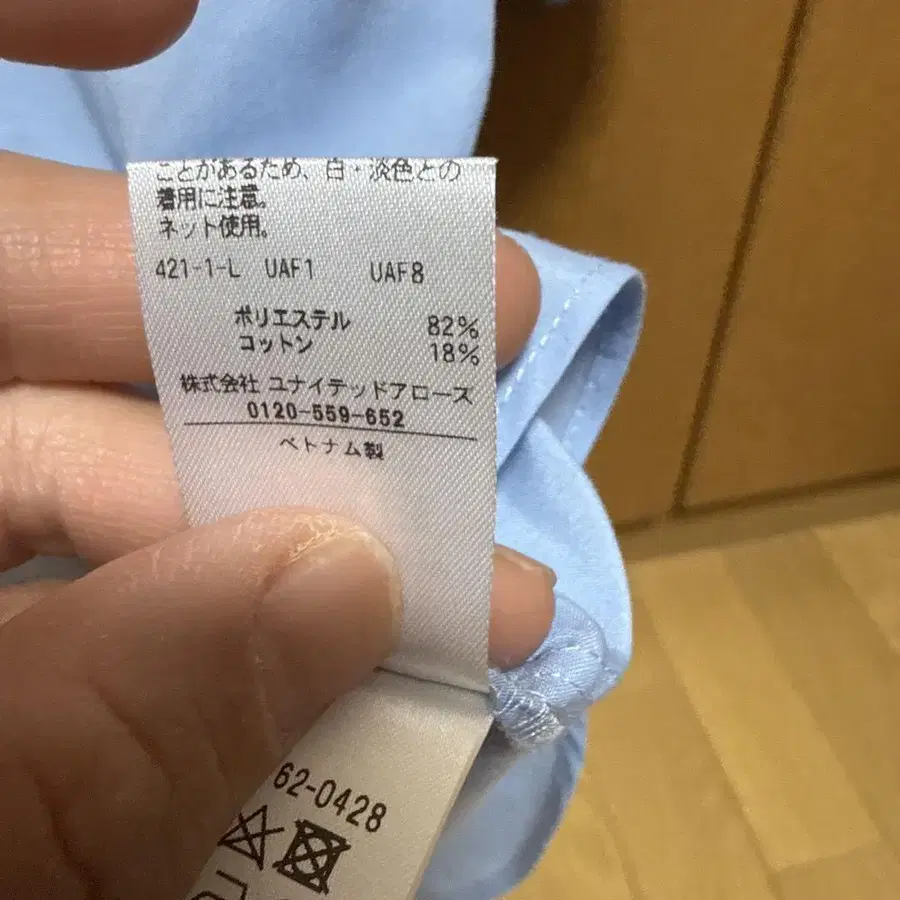 ことがあるため、白・淡色との
着用に注意。
ネット使用。
421-1-L UAF1 UAF8
ポリエステル 82%
コットン 18%
株式会社 ユナイテッドアローズ
0120-559-652
ベトナム製
62-0428